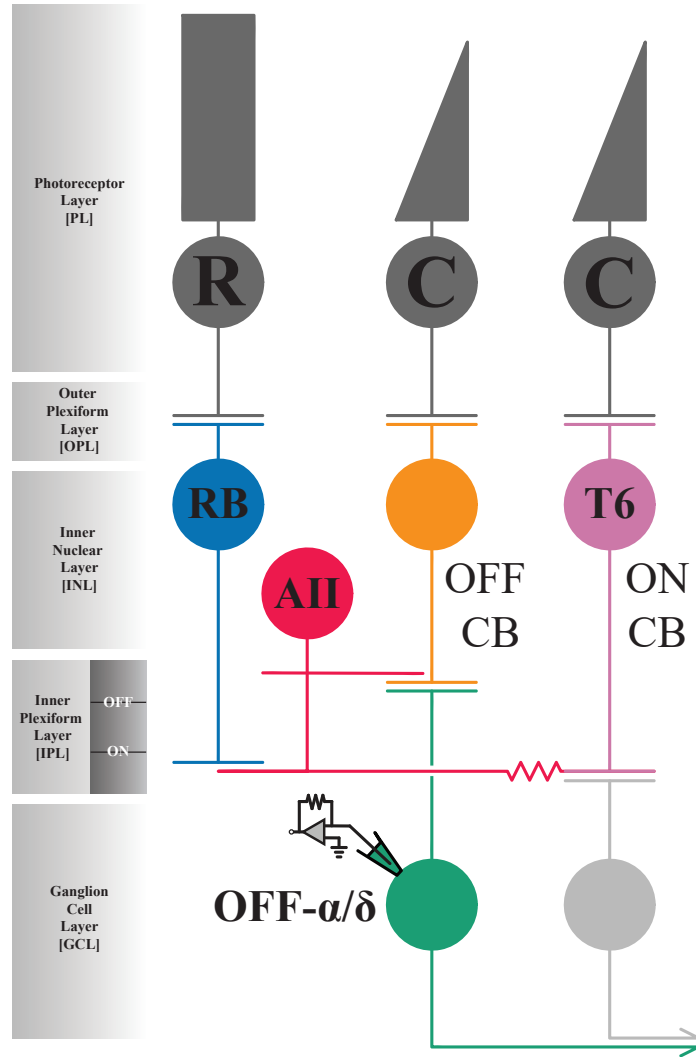 Photoreceptor
Layer
[PL]
R
C
C
Outer
Plexiform
Layer
[OPL]
RB
T6
Inner
Nuclear
Layer
[INL]
AII
OFF
CB
ON
CB
Inner
Plexiform
Layer
[IPL]
OFF
ON
Ganglion
Cell
Layer
[GCL]
OFF-α/δ